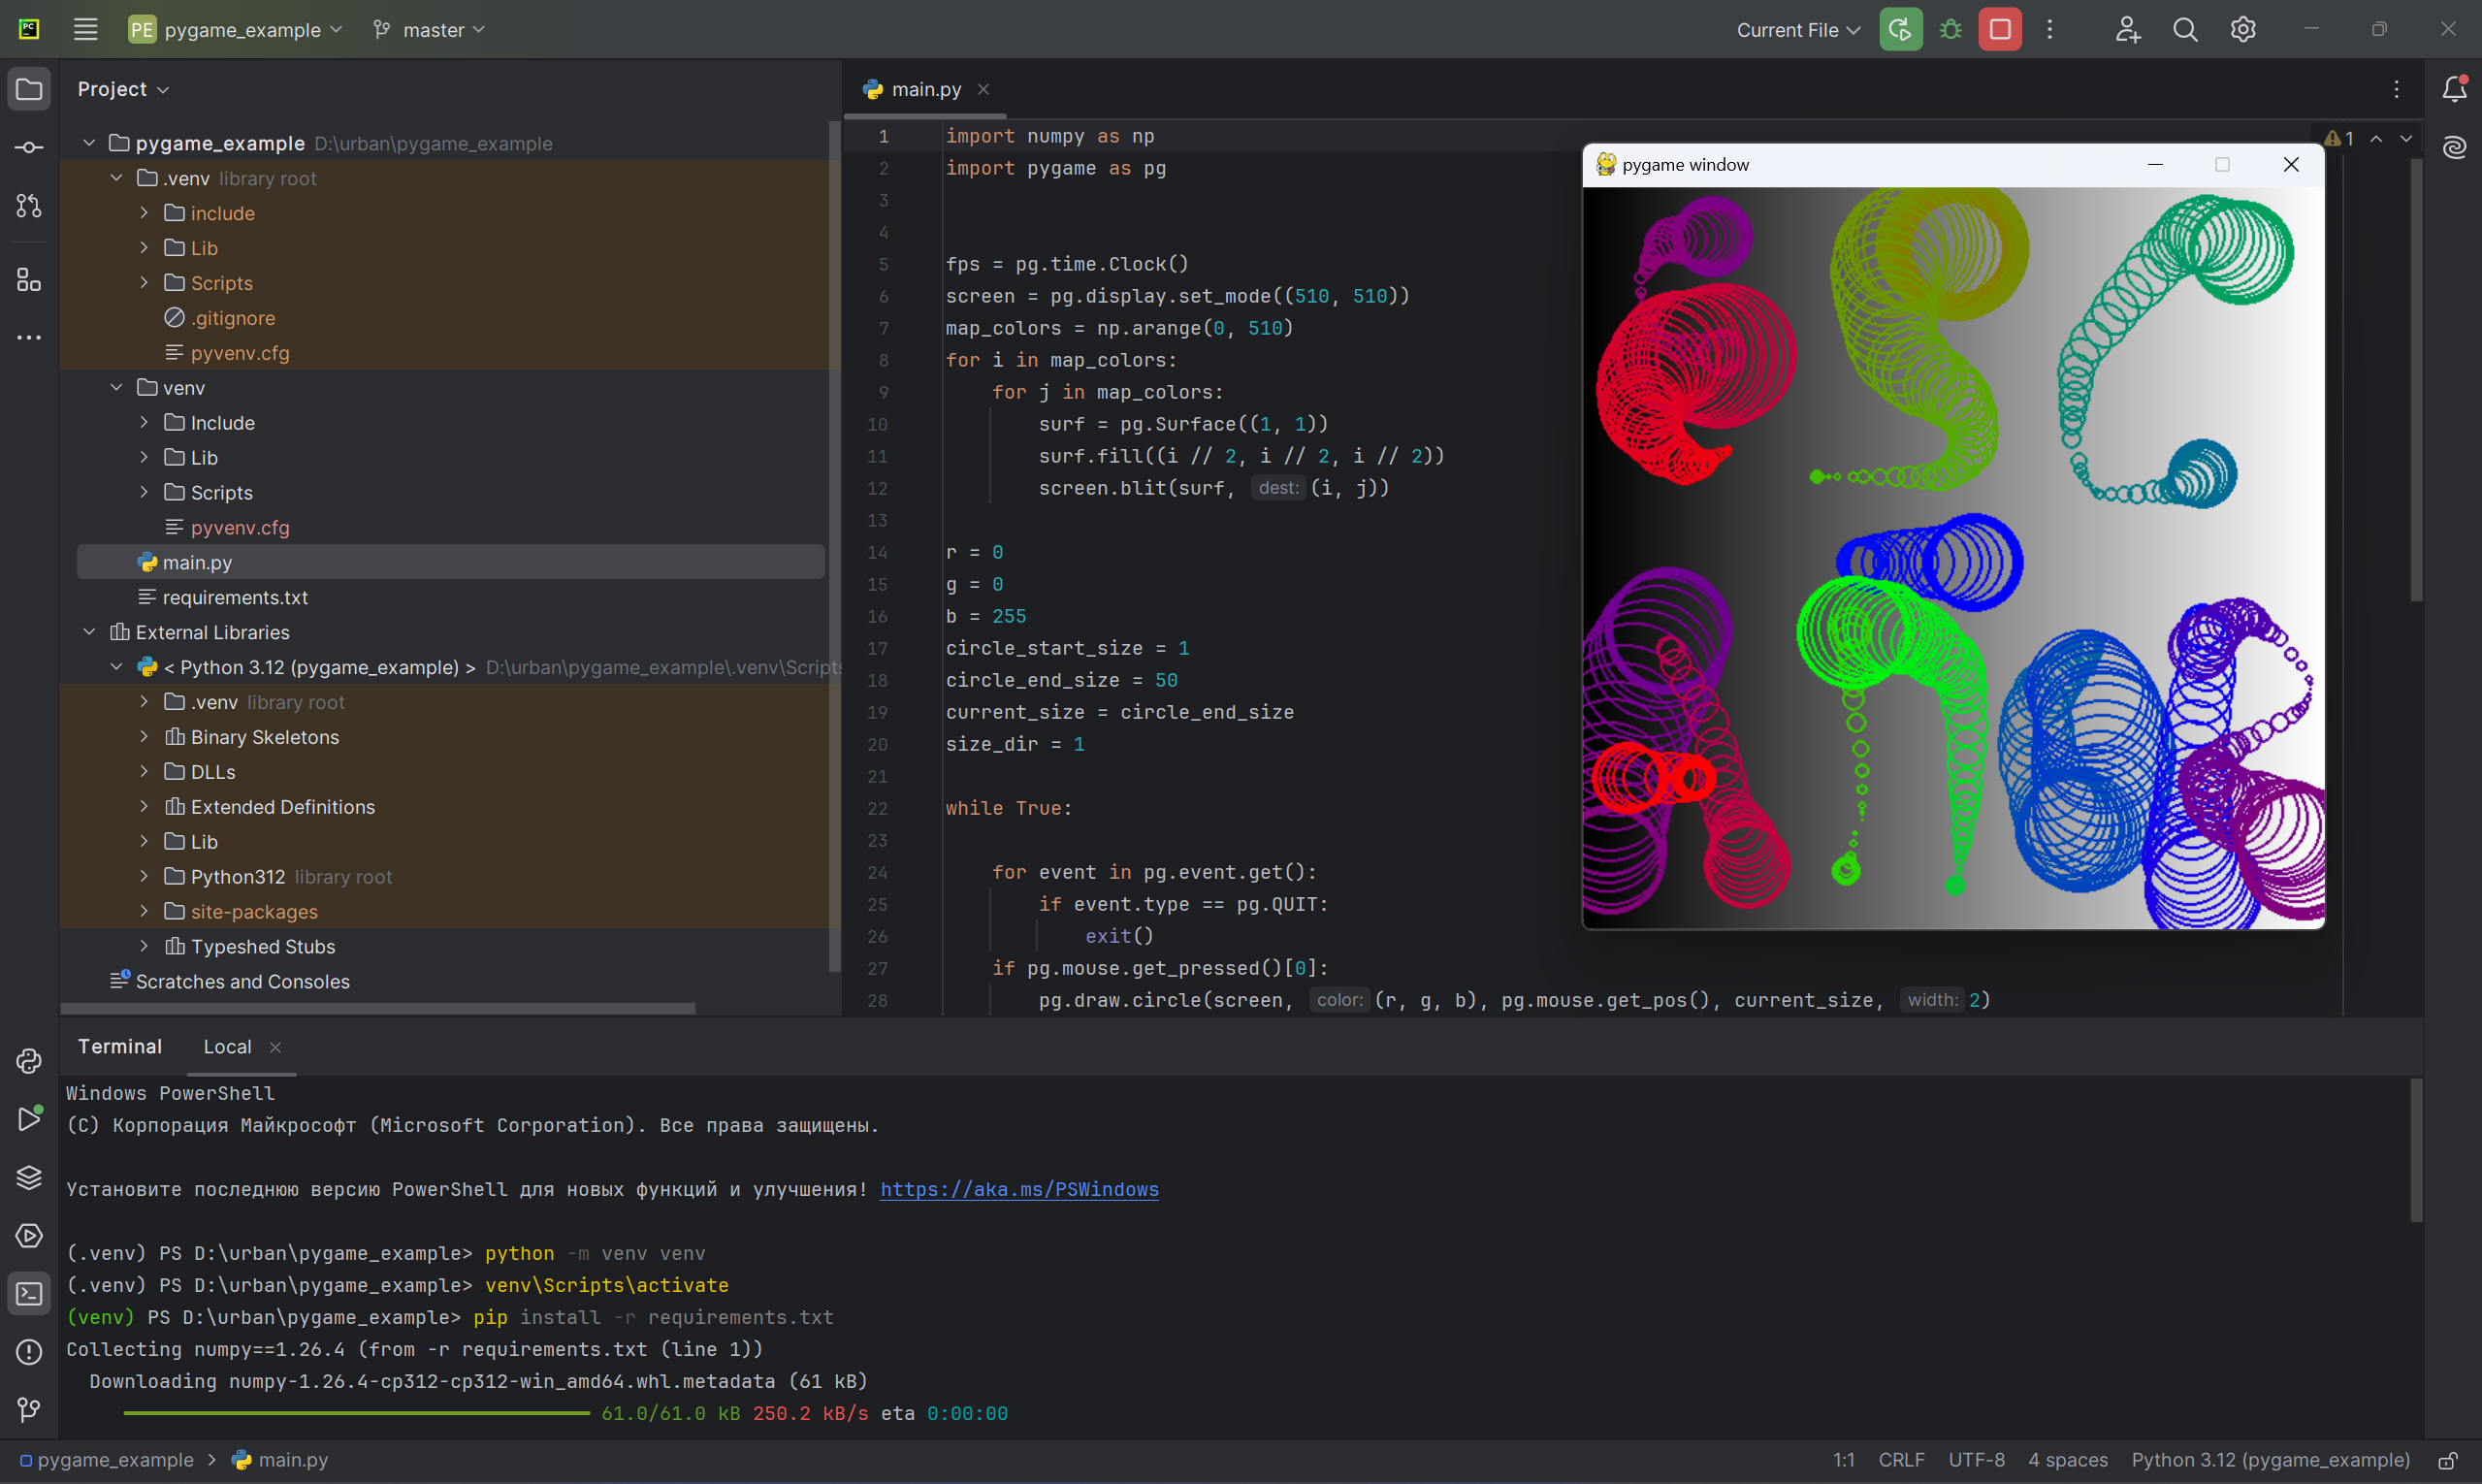 PC
PE pygame_example master
Current File
Project
pygame_example D:\urban\pygame_example
.venv library root
include
Lib
Scripts
.gitignore
pyvenv.cfg
venv
Include
Lib
Scripts
pyvenv.cfg
main.py
requirements.txt
External Libraries
< Python 3.12 (pygame_example) > D:\urban\pygame_example\.venv\Scripts
.venv library root
Binary Skeletons
DLLs
Extended Definitions
Lib
Python312 library root
site-packages
Typeshed Stubs
Scratches and Consoles
main.py
1
1 import numpy as np
2 import pygame as pg
3
4
5 fps = pg.time.Clock()
6 screen = pg.display.set_mode((510, 510))
7 map_colors = np.arange(0, 510)
8 for i in map_colors:
9 for j in map_colors:
10 surf = pg.Surface((1, 1))
11 surf.fill((i // 2, i // 2, i // 2))
12 screen.blit(surf, dest: (i, j))
13
14 r = 0
15 g = 0
16 b = 255
17 circle_start_size = 1
18 circle_end_size = 50
19 current_size = circle_end_size
20 size_dir = 1
21
22 while True:
23
24 for event in pg.event.get():
25 if event.type == pg.QUIT:
26 exit()
27 if pg.mouse.get_pressed()[0]:
28 pg.draw.circle(screen, color: (r, g, b), pg.mouse.get_pos(), current_size, width: 2)
pygame window
Terminal Local
Windows PowerShell
(C) Корпорация Майкрософт (Microsoft Corporation). Все права защищены.
Установите последнюю версию PowerShell для новых функций и улучшения! https://aka.ms/PSWindows
(.venv) PS D:\urban\pygame_example> python -m venv venv
(.venv) PS D:\urban\pygame_example> venv\Scripts\activate
(venv) PS D:\urban\pygame_example> pip install -r requirements.txt
Collecting numpy==1.26.4 (from -r requirements.txt (line 1))
Downloading numpy-1.26.4-cp312-cp312-win_amd64.whl.metadata (61 kB)
61.0/61.0 kB 250.2 kB/s eta 0:00:00
pygame_example > main.py
1:1 CRLF UTF-8 4 spaces Python 3.12 (pygame_example)